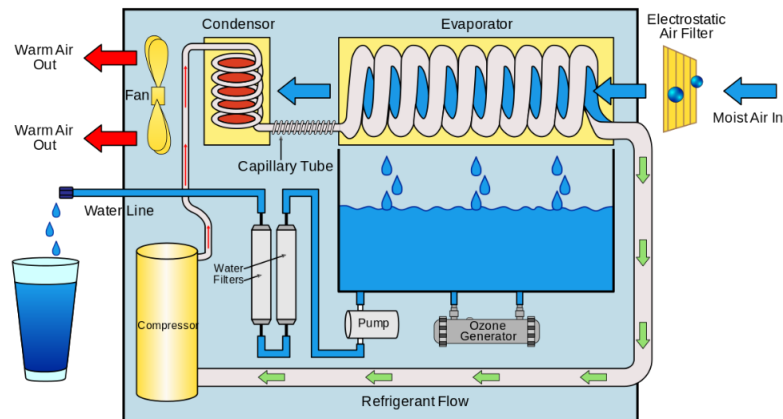 Condensor
Evaporator
Electrostatic
Air Filter
Warm Air
Out
Fan
Moist Air In
Warm Air
Out
Capillary Tube
Water Line
Water
Filters
Compressor
Pump
Ozone
Generator
Refrigerant Flow